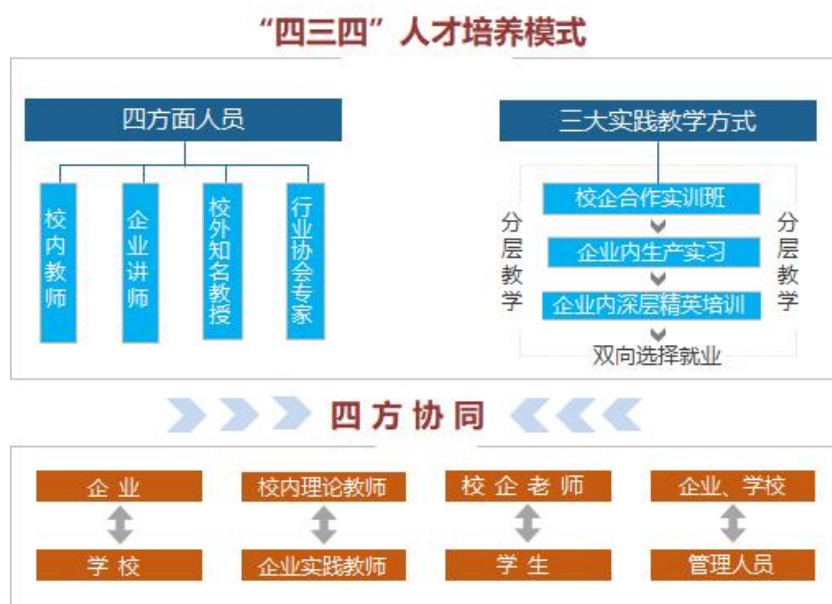 “四三四”人才培养模式
四方面人员
校内教师
企业讲师
校外知名教授
行业协会专家
三大实践教学方式
分层教学
校企合作实训班
企业内生产实习
企业内深层精英培训
双向选择就业
分层教学
四方协同
企业
学校
校内理论教师
企业实践教师
校企老师
学生
企业、学校
管理人员